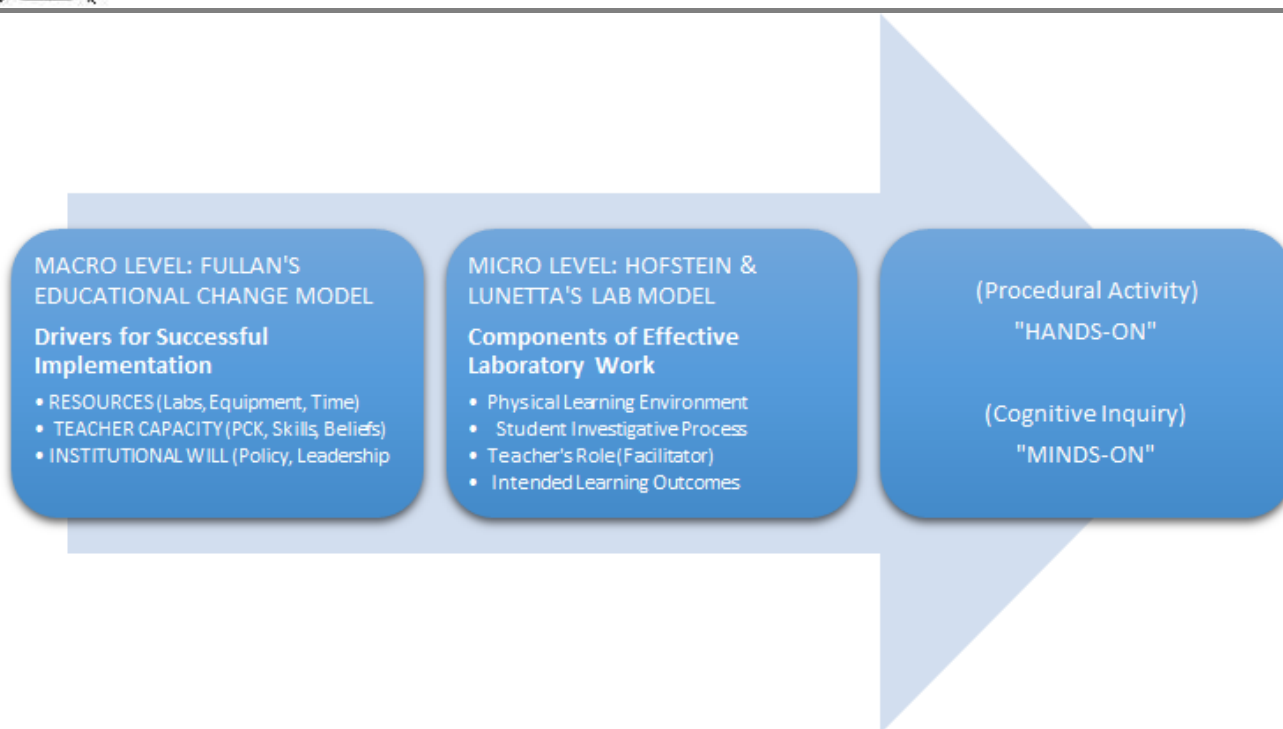 MACRO LEVEL: FULLAN'S
EDUCATIONAL CHANGE MODEL
Drivers for Successful
Implementation
• RESOURCES (Labs, Equipment, Time)
• TEACHER CAPACITY (PCK, Skills, Beliefs)
• INSTITUTIONAL WILL (Policy, Leadership
MICRO LEVEL: HOFSTEIN &
LUNETTA'S LAB MODEL
Components of Effective
Laboratory Work
• Physical Learning Environment
• Student Investigative Process
• Teacher's Role (Facilitator)
• Intended Learning Outcomes
(Procedural Activity)
"HANDS-ON"
(Cognitive Inquiry)
"MINDS-ON"